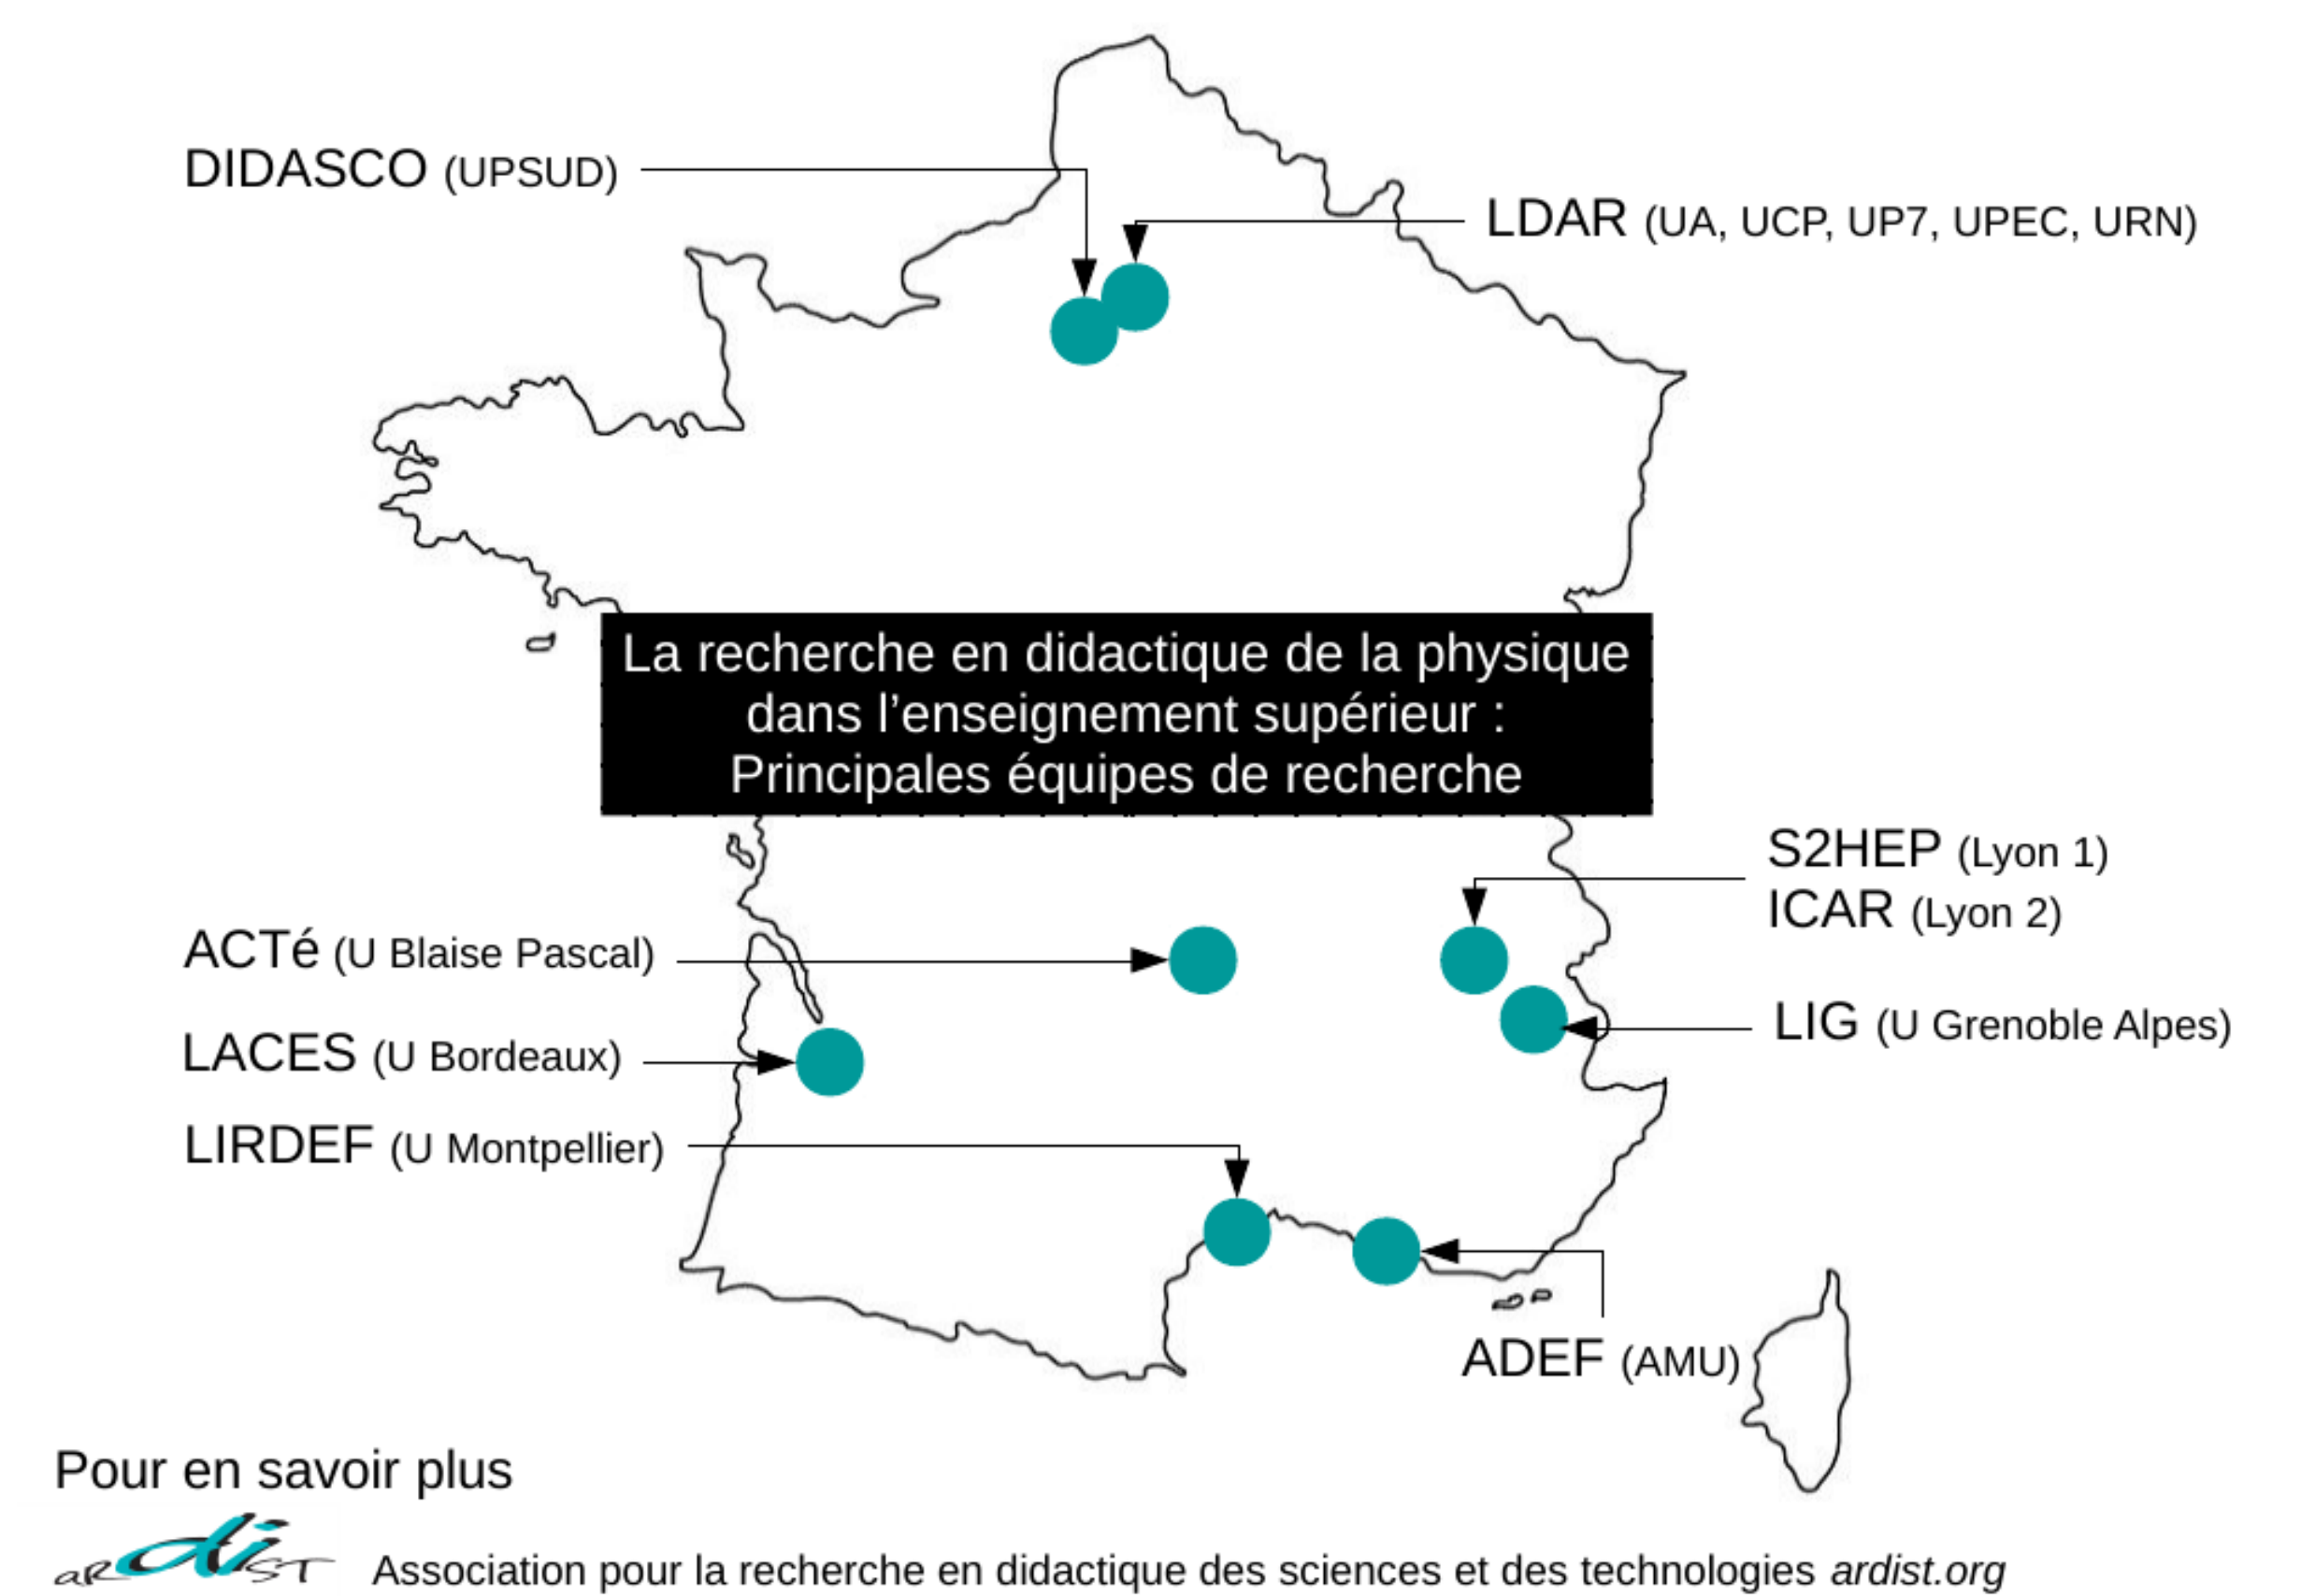 DIDASCO (UPSUD)
LDAR (UA, UCP, UP7, UPEC, URN)
La recherche en didactique de la physique
dans l’enseignement supérieur :
Principales équipes de recherche
S2HEP (Lyon 1)
ICAR (Lyon 2)
ACTé (U Blaise Pascal)
LIG (U Grenoble Alpes)
LACES (U Bordeaux)
LIRDEF (U Montpellier)
ADEF (AMU)
Pour en savoir plus
aRdiST
Association pour la recherche en didactique des sciences et des technologies ardist.org